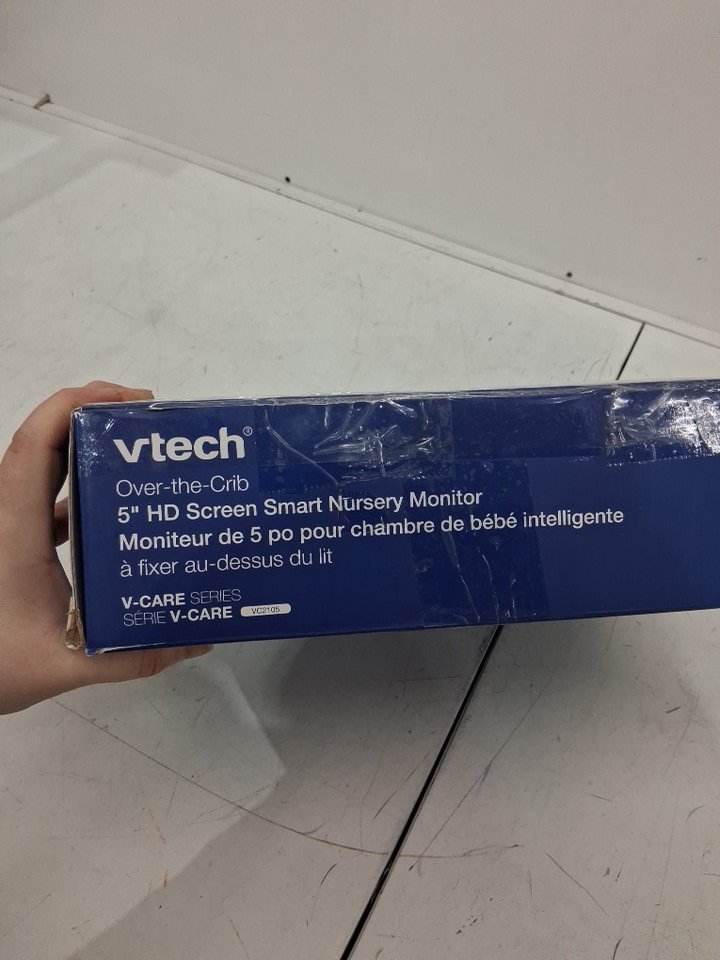 vtech®
Over-the-Crib
5" HD Screen Smart Nursery Monitor
Moniteur de 5 po pour chambre de bébé intelligente
à fixer au-dessus du lit
V-CARE SERIES
SÉRIE V-CARE VC2105